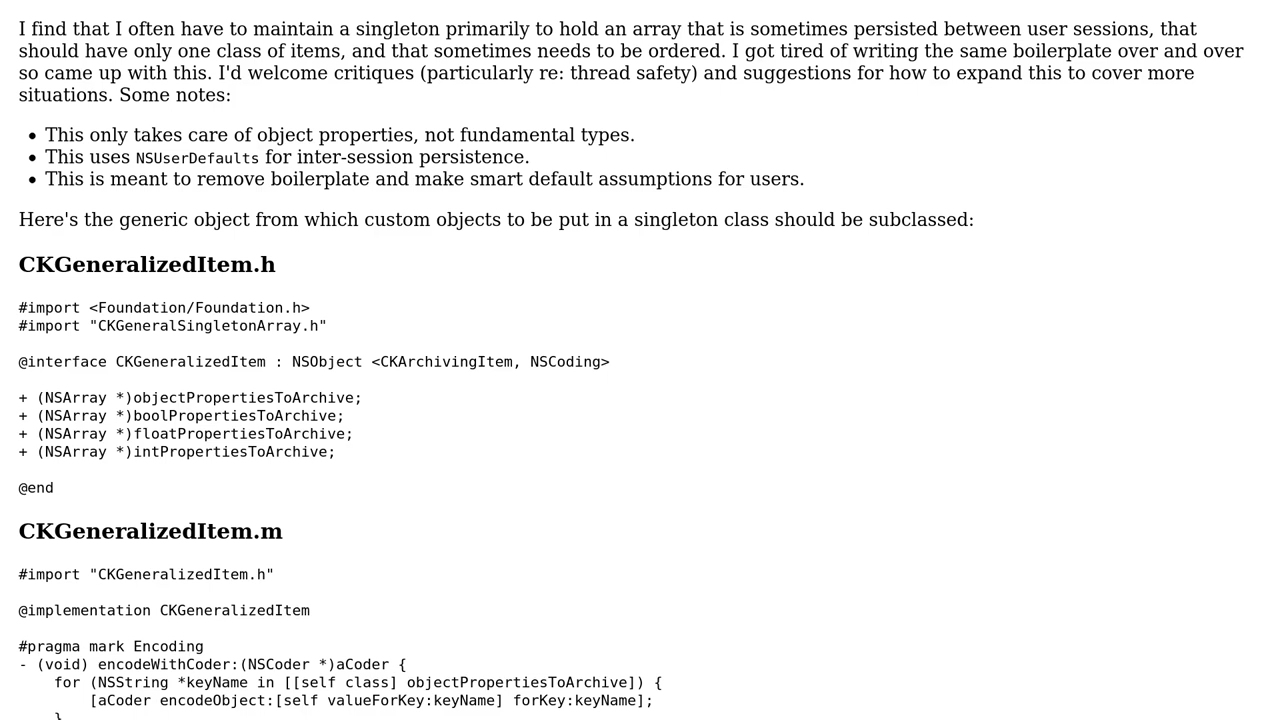 I find that I often have to maintain a singleton primarily to hold an array that is sometimes persisted between user sessions, that
should have only one class of items, and that sometimes needs to be ordered. I got tired of writing the same boilerplate over and over
so came up with this. I'd welcome critiques (particularly re: thread safety) and suggestions for how to expand this to cover more
situations. Some notes:
• This only takes care of object properties, not fundamental types.
• This uses NSUserDefaults for inter-session persistence.
• This is meant to remove boilerplate and make smart default assumptions for users.
Here's the generic object from which custom objects to be put in a singleton class should be subclassed:
CKGeneralizedItem.h
#import <Foundation/Foundation.h>
#import "CKGeneralSingletonArray.h"
@interface CKGeneralizedItem : NSObject <CKArchivingItem, NSCoding>
+ (NSArray *)objectPropertiesToArchive;
+ (NSArray *)boolPropertiesToArchive;
+ (NSArray *)floatPropertiesToArchive;
+ (NSArray *)intPropertiesToArchive;
@end
CKGeneralizedItem.m
#import "CKGeneralizedItem.h"
@implementation CKGeneralizedItem
#pragma mark Encoding
- (void) encodeWithCoder:(NSCoder *)aCoder {
    for (NSString *keyName in [[self class] objectPropertiesToArchive]) {
        [aCoder encodeObject:[self valueForKey:keyName] forKey:keyName];
    }